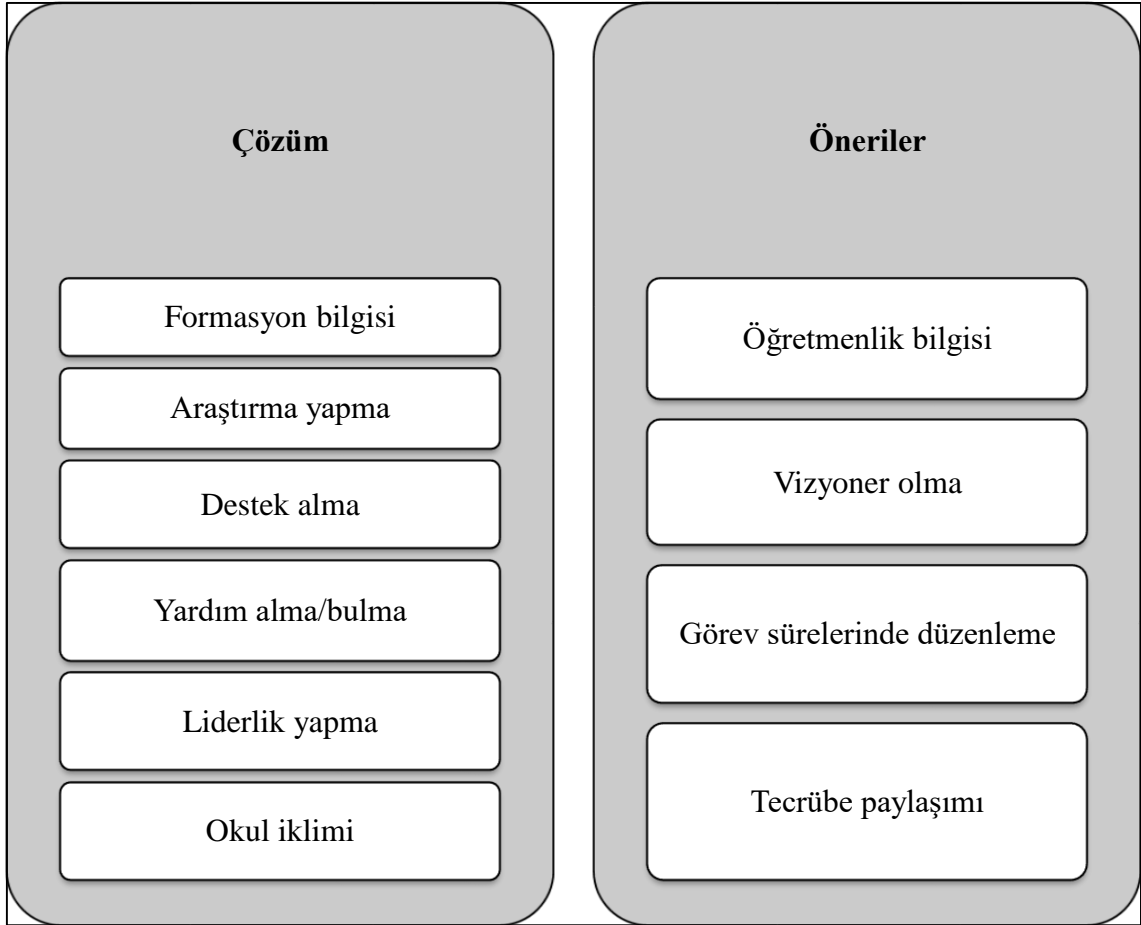 Çözüm
Formasyon bilgisi
Araştırma yapma
Destek alma
Yardım alma/bulma
Liderlik yapma
Okul iklimi
Öneriler
Öğretmenlik bilgisi
Vizyoner olma
Görev sürelerinde düzenleme
Tecrübe paylaşımı